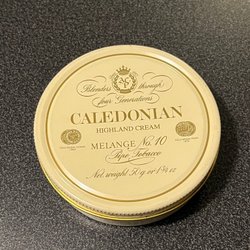 Blenders through
four Generations
CALEDONIAN
HIGHLAND CREAM
MELANGE No. 10
Pipe Tobacco
Net weight 50 g or 1¾ oz